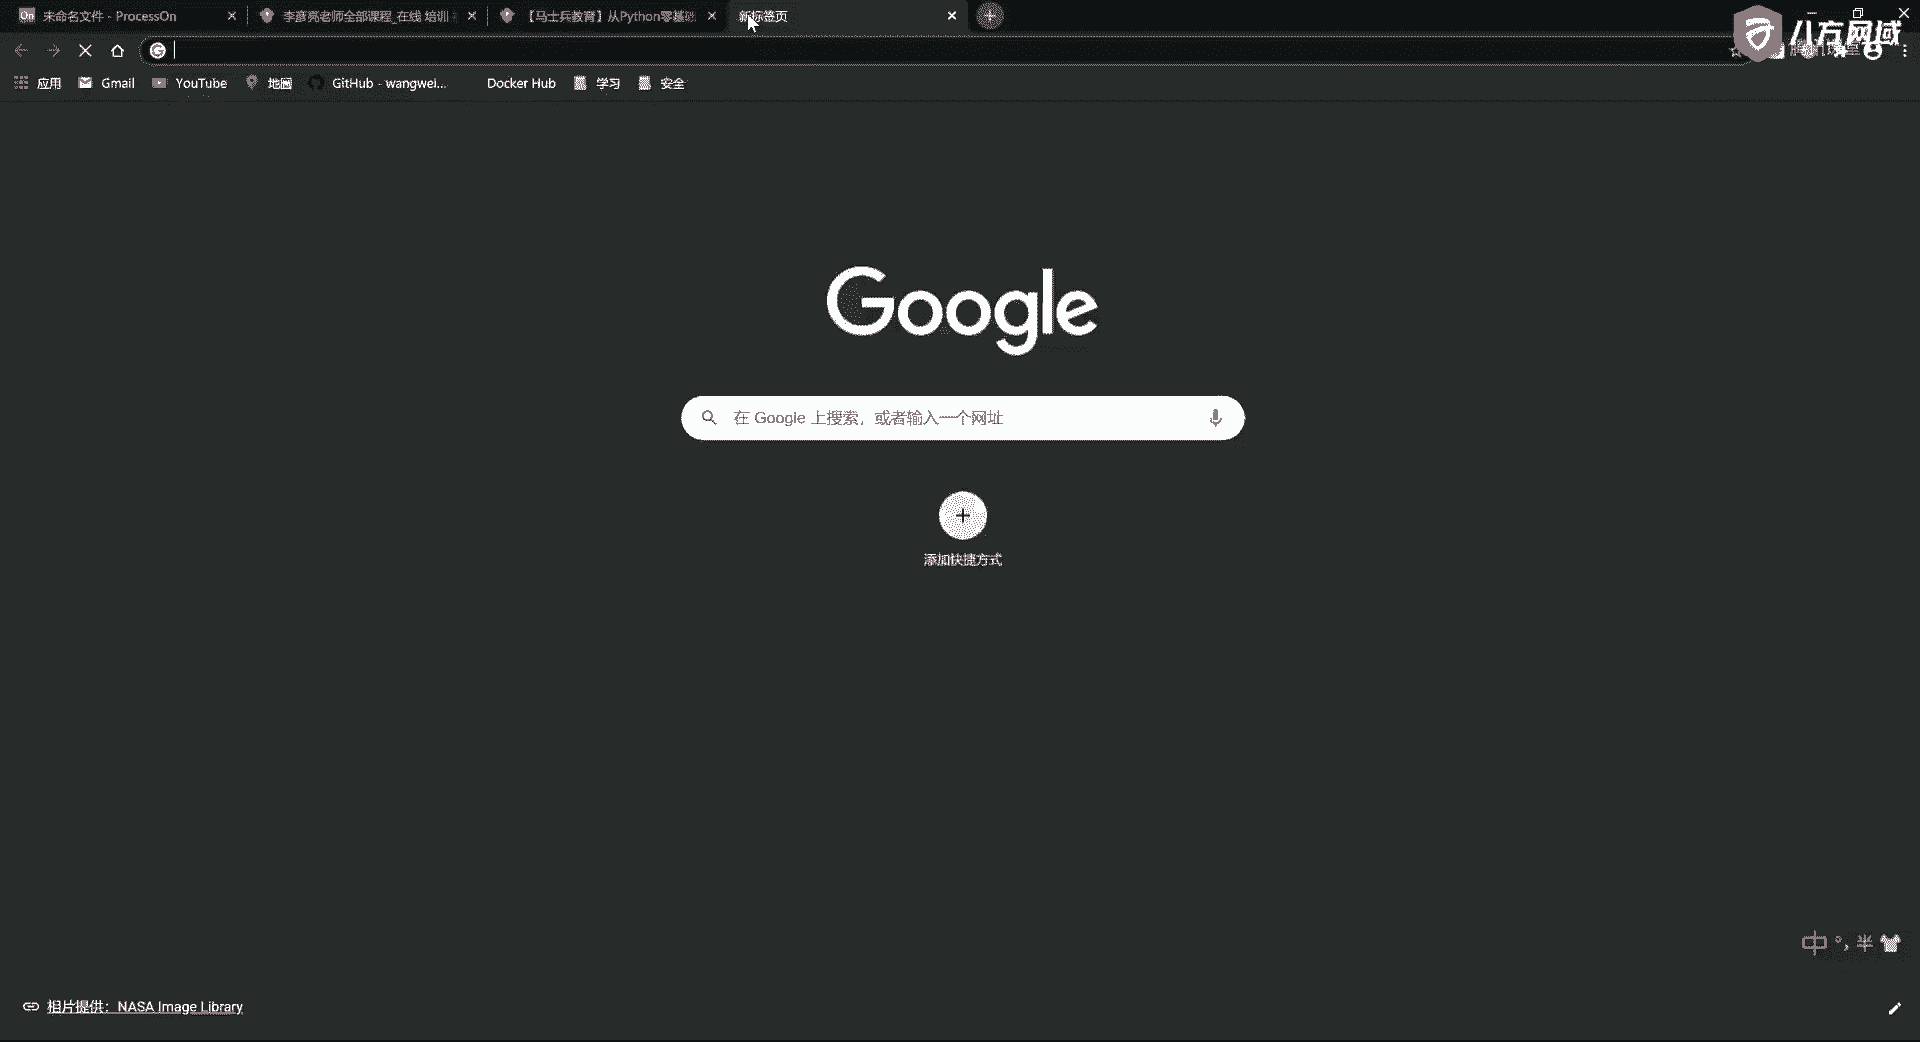 On 未命名文件 - ProcessOn
李彦亮老师全部课程_在线 培训
【马士兵教育】从Python零基础
新标签页
八方网域
应用
Gmail
YouTube
地图
GitHub - wangwei...
Docker Hub
学习
安全
Google
在 Google 上搜索，或者输入一个网址
添加快捷方式
中 °, 半
相片提供：NASA Image Library